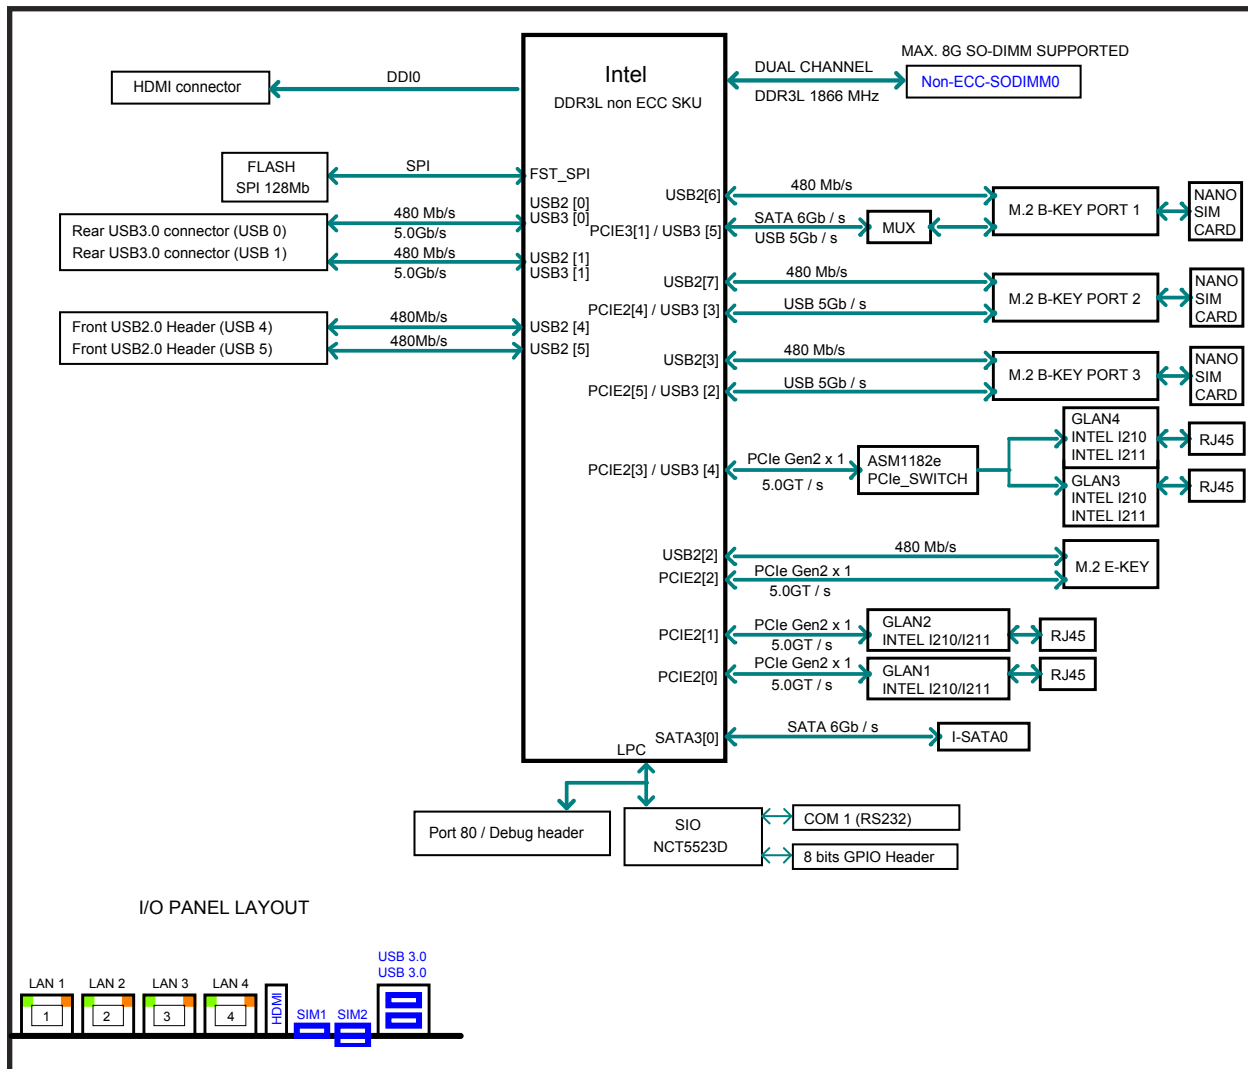 Intel
DDR3L non ECC SKU
HDMI connector
DDI0
DUAL CHANNEL
DDR3L 1866 MHz
MAX. 8G SO-DIMM SUPPORTED
Non-ECC-SODIMM0
FLASH
SPI 128Mb
SPI
FST_SPI
Rear USB3.0 connector (USB 0)
Rear USB3.0 connector (USB 1)
480 Mb/s
5.0Gb/s
USB2 [0]
USB3 [0]
480 Mb/s
5.0Gb/s
USB2 [1]
USB3 [1]
Front USB2.0 Header (USB 4)
Front USB2.0 Header (USB 5)
480Mb/s
480Mb/s
USB2 [4]
USB2 [5]
USB2[6]
480 Mb/s
PCIE3[1] / USB3 [5]
SATA 6Gb / s
USB 5Gb / s
MUX
M.2 B-KEY PORT 1
NANO
SIM
CARD
USB2[7]
480 Mb/s
PCIE2[4] / USB3 [3]
USB 5Gb / s
M.2 B-KEY PORT 2
NANO
SIM
CARD
USB2[3]
480 Mb/s
PCIE2[5] / USB3 [2]
USB 5Gb / s
M.2 B-KEY PORT 3
NANO
SIM
CARD
PCIE2[3] / USB3 [4]
PCIe Gen2 x 1
5.0GT / s
ASM1182e
PCIe_SWITCH
GLAN4
INTEL I210
INTEL I211
RJ45
GLAN3
INTEL I210
INTEL I211
RJ45
USB2[2]
480 Mb/s
PCIE2[2]
PCIe Gen2 x 1
5.0GT / s
M.2 E-KEY
PCIE2[1]
PCIe Gen2 x 1
5.0GT / s
GLAN2
INTEL I210/I211
RJ45
PCIE2[0]
PCIe Gen2 x 1
5.0GT / s
GLAN1
INTEL I210/I211
RJ45
SATA3[0]
SATA 6Gb / s
I-SATA0
LPC
Port 80 / Debug header
SIO
NCT5523D
COM 1 (RS232)
8 bits GPIO Header
I/O PANEL LAYOUT
USB 3.0
USB 3.0
LAN 1
LAN 2
LAN 3
LAN 4
HDMI
SIM1
SIM2
1
2
3
4